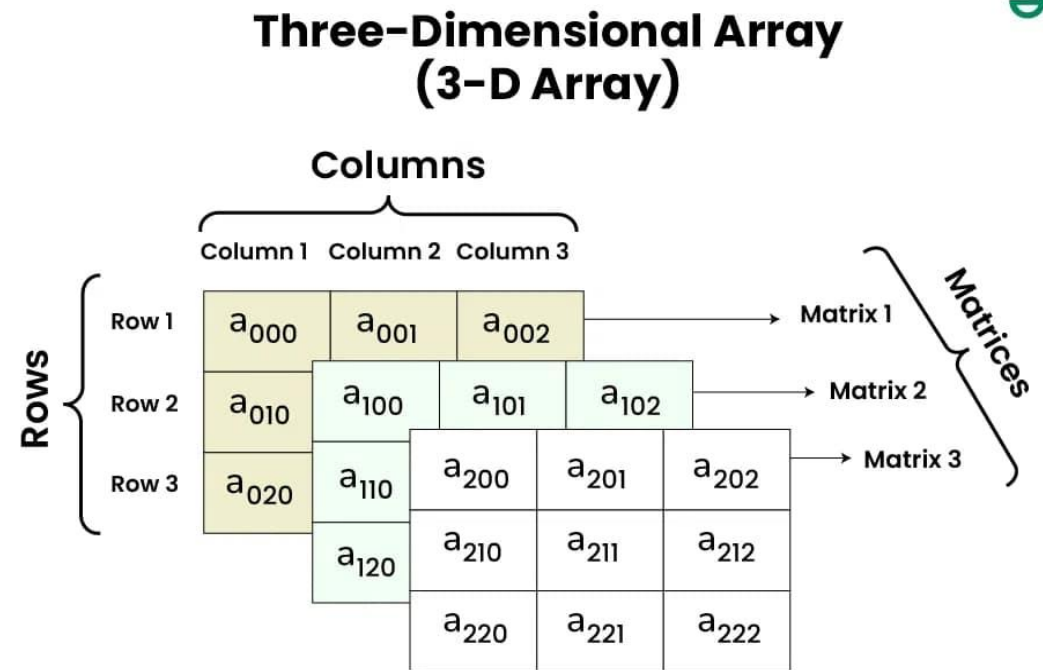 Three-Dimensional Array
(3-D Array)
Columns
Column 1 Column 2 Column 3
Rows
Row 1 a000 a001 a002 Matrix 1
Row 2 a010 a100 a101 a102 Matrix 2
Row 3 a020 a110 a200 a201 a202 Matrix 3
a120 a210 a211 a212
a220 a221 a222
Matrices